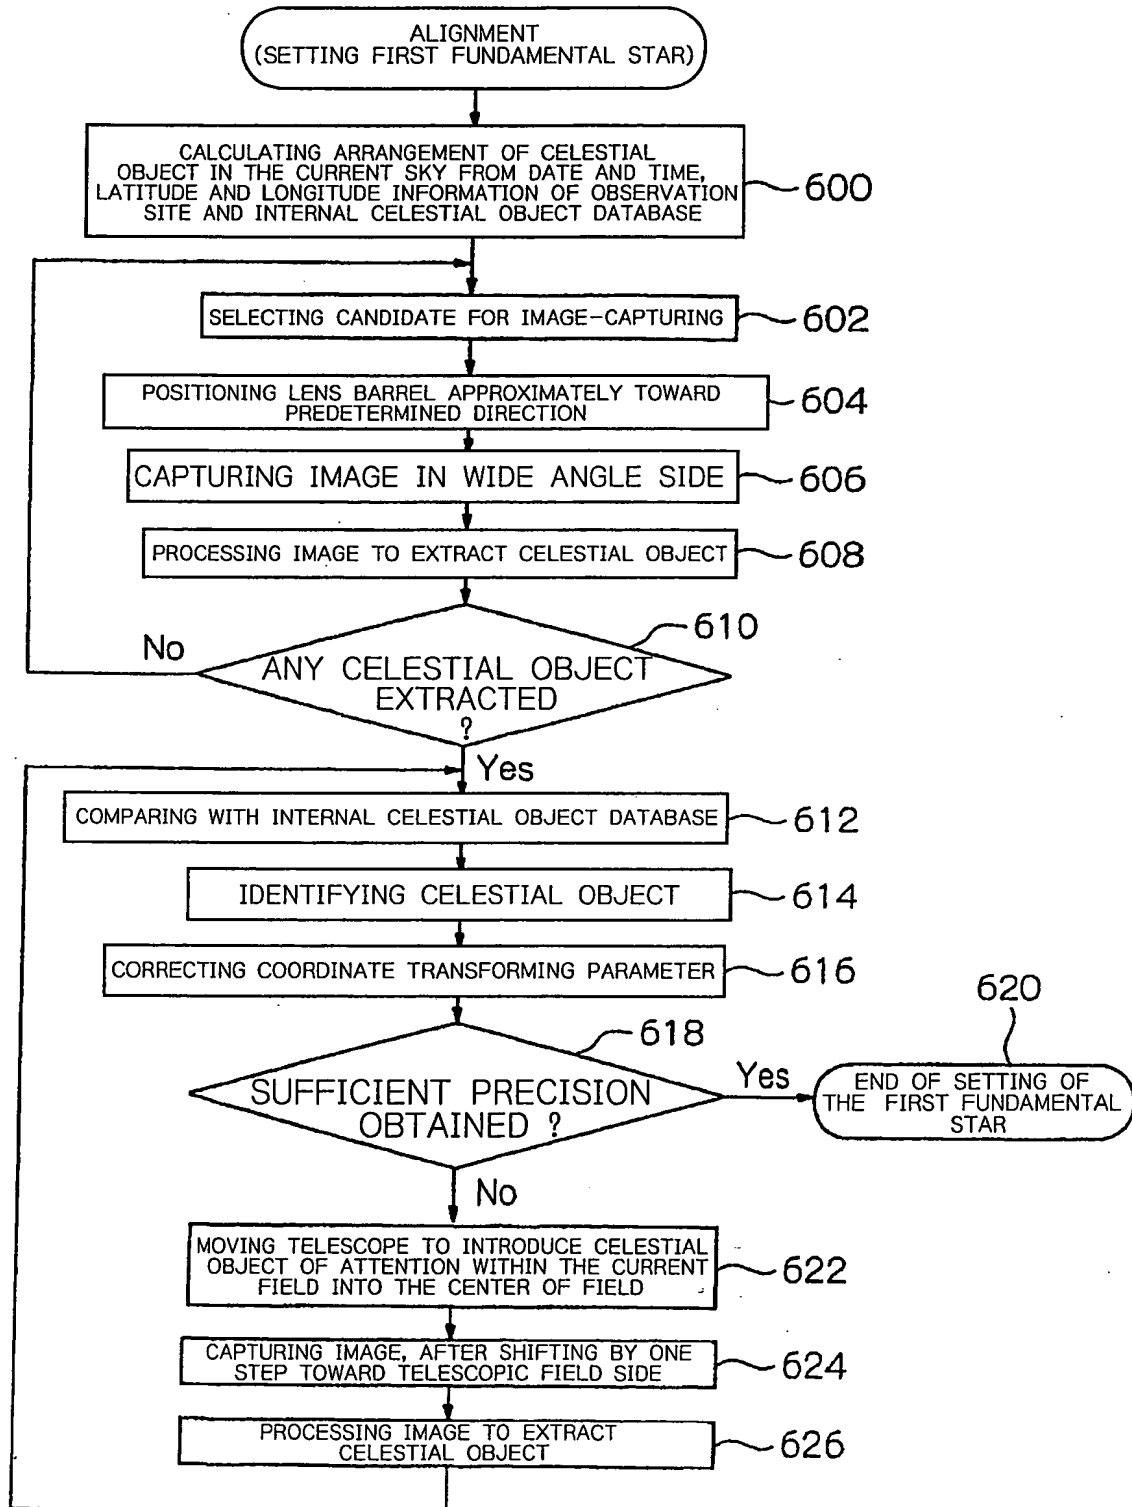 ALIGNMENT
(SETTING FIRST FUNDAMENTAL STAR)
CALCULATING ARRANGEMENT OF CELESTIAL
OBJECT IN THE CURRENT SKY FROM DATE AND TIME,
LATITUDE AND LONGITUDE INFORMATION OF OBSERVATION
SITE AND INTERNAL CELESTIAL OBJECT DATABASE
600
SELECTING CANDIDATE FOR IMAGE-CAPTURING
602
POSITIONING LENS BARREL APPROXIMATELY TOWARD
PREDETERMINED DIRECTION
604
CAPTURING IMAGE IN WIDE ANGLE SIDE
606
PROCESSING IMAGE TO EXTRACT CELESTIAL OBJECT
608
610
No
ANY CELESTIAL OBJECT
EXTRACTED
?
Yes
COMPARING WITH INTERNAL CELESTIAL OBJECT DATABASE
612
IDENTIFYING CELESTIAL OBJECT
614
CORRECTING COORDINATE TRANSFORMING PARAMETER
616
618
SUFFICIENT PRECISION
OBTAINED ?
Yes
620
END OF SETTING OF
THE FIRST FUNDAMENTAL
STAR
No
MOVING TELESCOPE TO INTRODUCE CELESTIAL
OBJECT OF ATTENTION WITHIN THE CURRENT
FIELD INTO THE CENTER OF FIELD
622
CAPTURING IMAGE, AFTER SHIFTING BY ONE
STEP TOWARD TELESCOPIC FIELD SIDE
624
PROCESSING IMAGE TO EXTRACT
CELESTIAL OBJECT
626